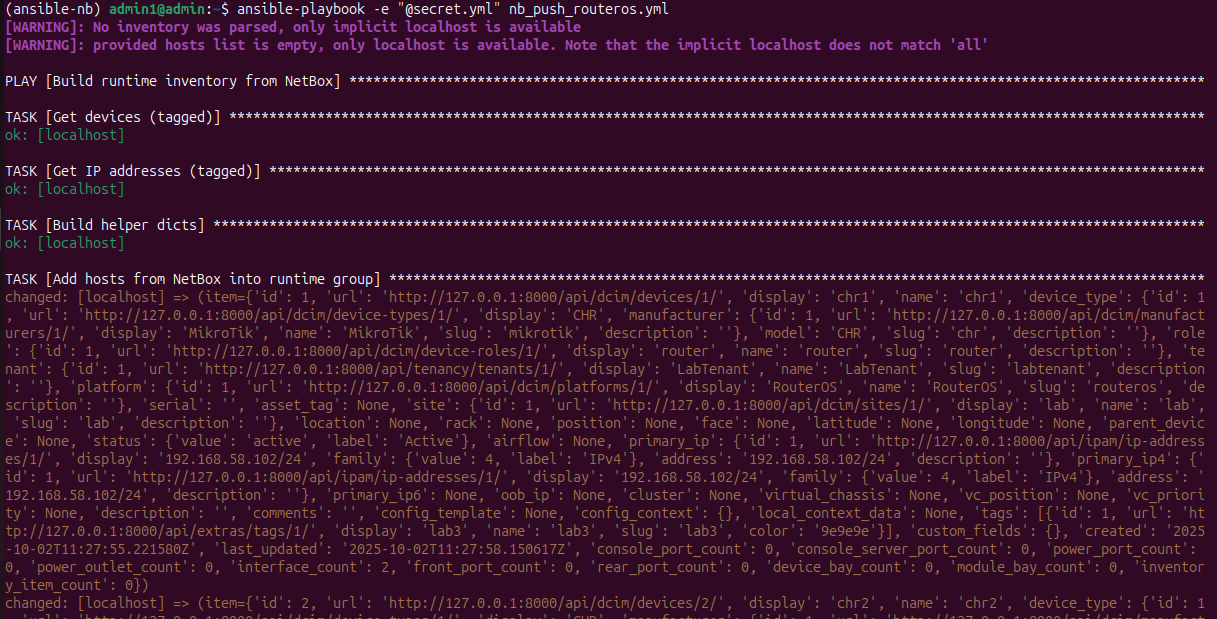 (ansible-nb) admin1@admin:~$ ansible-playbook -e "@secret.yml" nb_push_routeros.yml
[WARNING]: No inventory was parsed, only implicit localhost is available
[WARNING]: provided hosts list is empty, only localhost is available. Note that the implicit localhost does not match 'all'
PLAY [Build runtime inventory from NetBox] ***********************************************************************************************************
TASK [Get devices (tagged)] **************************************************************************************************************************
ok: [localhost]
TASK [Get IP addresses (tagged)] *********************************************************************************************************************
ok: [localhost]
TASK [Build helper dicts] ****************************************************************************************************************************
ok: [localhost]
TASK [Add hosts from NetBox into runtime group] ******************************************************************************************************
changed: [localhost] => (item={'id': 1, 'url': 'http://127.0.0.1:8000/api/dcim/devices/1/', 'display': 'chr1', 'name': 'chr1', 'device_type': {'id': 1
, 'url': 'http://127.0.0.1:8000/api/dcim/device-types/1/', 'display': 'CHR', 'manufacturer': {'id': 1, 'url': 'http://127.0.0.1:8000/api/dcim/manufact
urers/1/', 'display': 'MikroTik', 'name': 'MikroTik', 'slug': 'mikrotik', 'description': ''}, 'model': 'CHR', 'slug': 'chr', 'description': ''}, 'role
': {'id': 1, 'url': 'http://127.0.0.1:8000/api/dcim/device-roles/1/', 'display': 'router', 'name': 'router', 'slug': 'router', 'description': ''}, 'te
nant': {'id': 1, 'url': 'http://127.0.0.1:8000/api/tenancy/tenants/1/', 'display': 'LabTenant', 'name': 'LabTenant', 'slug': 'labtenant', 'description
': ''}, 'platform': {'id': 1, 'url': 'http://127.0.0.1:8000/api/dcim/platforms/1/', 'display': 'RouterOS', 'name': 'RouterOS', 'slug': 'routeros', 'de
scription': ''}, 'serial': '', 'asset_tag': None, 'site': {'id': 1, 'url': 'http://127.0.0.1:8000/api/dcim/sites/1/', 'display': 'lab', 'name': 'lab',
 'slug': 'lab', 'description': ''}, 'location': None, 'rack': None, 'position': None, 'face': None, 'latitude': None, 'longitude': None, 'parent_devic
e': None, 'status': {'value': 'active', 'label': 'Active'}, 'airflow': None, 'primary_ip': {'id': 1, 'url': 'http://127.0.0.1:8000/api/ipam/ip-address
es/1/', 'display': '192.168.58.102/24', 'family': {'value': 4, 'label': 'IPv4'}, 'address': '192.168.58.102/24', 'description': ''}, 'primary_ip4': {'
id': 1, 'url': 'http://127.0.0.1:8000/api/ipam/ip-addresses/1/', 'display': '192.168.58.102/24', 'family': {'value': 4, 'label': 'IPv4'}, 'address': '
192.168.58.102/24', 'description': ''}, 'primary_ip6': None, 'oob_ip': None, 'cluster': None, 'virtual_chassis': None, 'vc_position': None, 'vc_priori
ty': None, 'description': '', 'comments': '', 'config_template': None, 'config_context': {}, 'local_context_data': None, 'tags': [{'id': 1, 'url': 'ht
tp://127.0.0.1:8000/api/extras/tags/1/', 'display': 'lab3', 'name': 'lab3', 'slug': 'lab3', 'color': '9e9e9e'}], 'custom_fields': {}, 'created': '2025
-10-02T11:27:55.221580Z', 'last_updated': '2025-10-02T11:27:58.150617Z', 'console_port_count': 0, 'console_server_port_count': 0, 'power_port_count': 
0, 'power_outlet_count': 0, 'interface_count': 2, 'front_port_count': 0, 'rear_port_count': 0, 'device_bay_count': 0, 'module_bay_count': 0, 'inventor
y_item_count': 0})
changed: [localhost] => (item={'id': 2, 'url': 'http://127.0.0.1:8000/api/dcim/devices/2/', 'display': 'chr2', 'name': 'chr2', 'device_type': {'id': 1